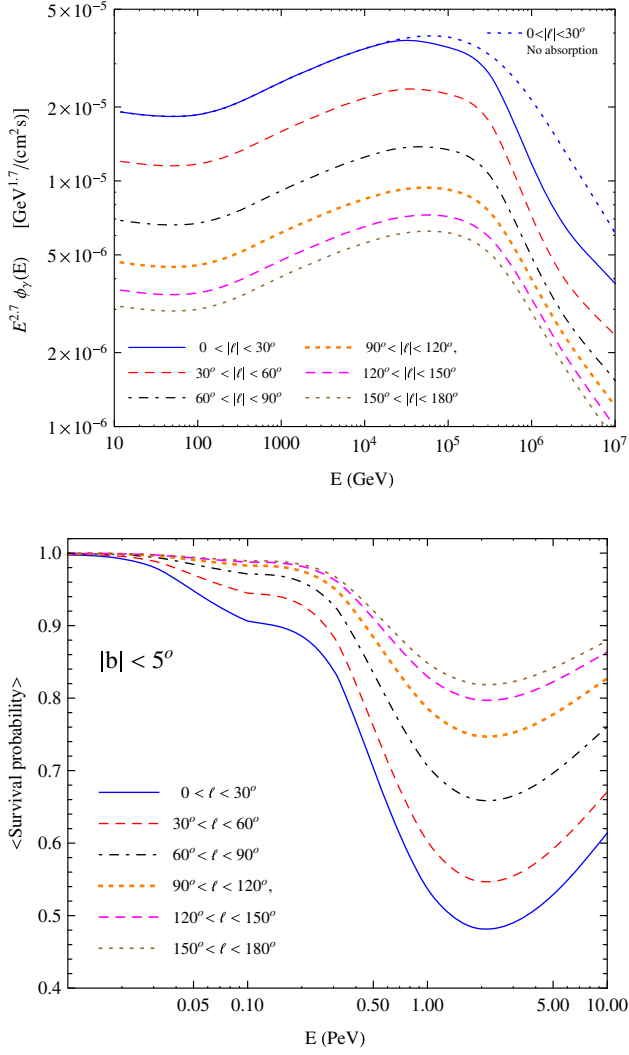 5×10⁻⁵
2×10⁻⁵
1×10⁻⁵
5×10⁻⁶
2×10⁻⁶
1×10⁻⁶
E²·⁷ ϕγ(E) [GeV¹·⁷/(cm²s)]
0<|ℓ|<30°
No absorption
0 <|ℓ|<30°
30°<|ℓ|<60°
60°<|ℓ|<90°
90°<|ℓ|<120°,
120°<|ℓ|<150°
150°<|ℓ|<180°
10 100 1000 10⁴ 10⁵ 10⁶ 10⁷
E (GeV)
1.0
0.9
0.8
0.7
0.6
0.5
0.4
<Survival probability>
|b| < 5°
0 < ℓ < 30°
30°< ℓ < 60°
60°< ℓ < 90°
90°< ℓ < 120°,
120°< ℓ < 150°
150°< ℓ < 180°
0.05 0.10 0.50 1.00 5.00 10.00
E (PeV)